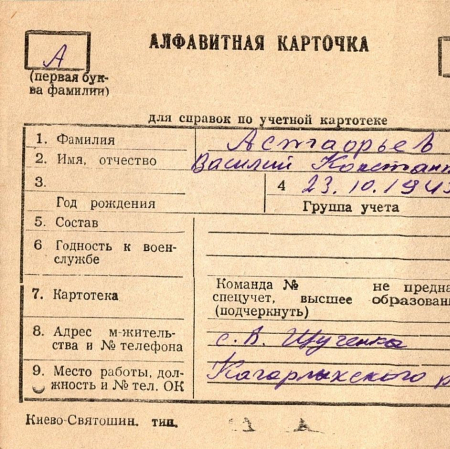 А
АЛФАВИТНАЯ КАРТОЧКА
(первая бук-
ва фамилии)
для справок по учетной картотеке
1. Фамилия Астафьев
2. Имя, отчество Василий Констант
3. 4 23.10.194
Год рождения Группа учета
5. Состав
6 Годность к воен-
службе
Команда № не предна
7. Картотека спецучет, высшее образован
(подчеркнуть)
8. Адрес м-житель-
ства и № телефона с. В. Щученка
9. Место работы, дол-
жность и № тел. ОК Кагарлыкского р
Киево-Святошин. тип.